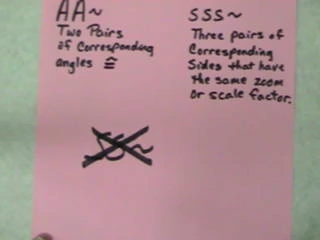 AA~
Two Pairs
of Corresponding
angles ≅
SSS~
Three pairs of
Corresponding
Sides that have
the same zoom
or scale factor.